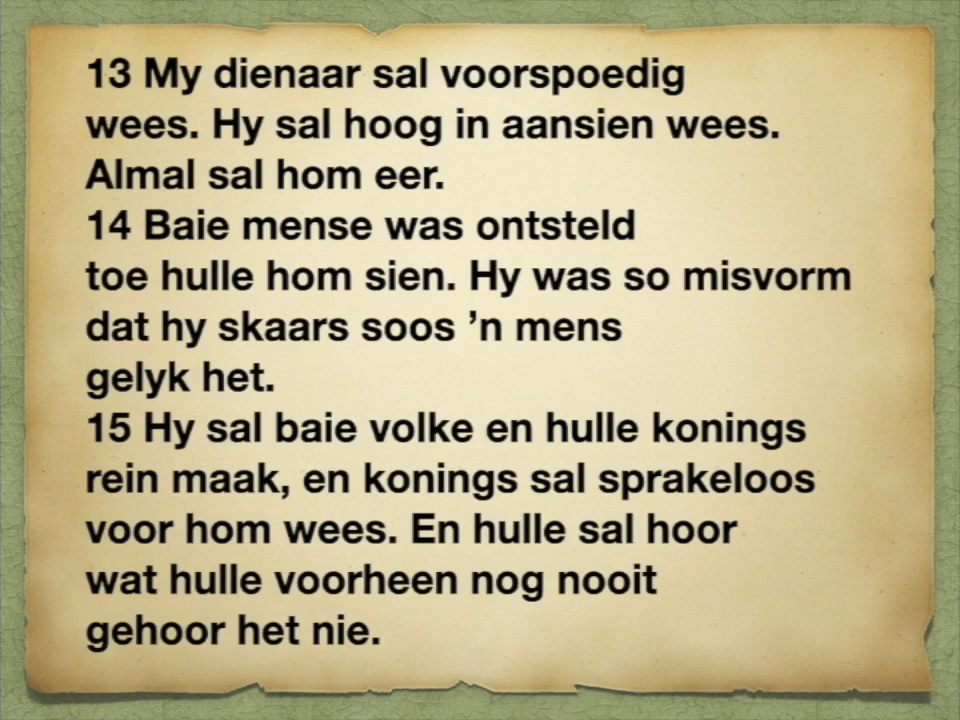 13 My dienaar sal voorspoedig
wees. Hy sal hoog in aansien wees.
Almal sal hom eer.
14 Baie mense was ontsteld
toe hulle hom sien. Hy was so misvorm
dat hy skaars soos ’n mens
gelyk het.
15 Hy sal baie volke en hulle konings
rein maak, en konings sal sprakeloos
voor hom wees. En hulle sal hoor
wat hulle voorheen nog nooit
gehoor het nie.